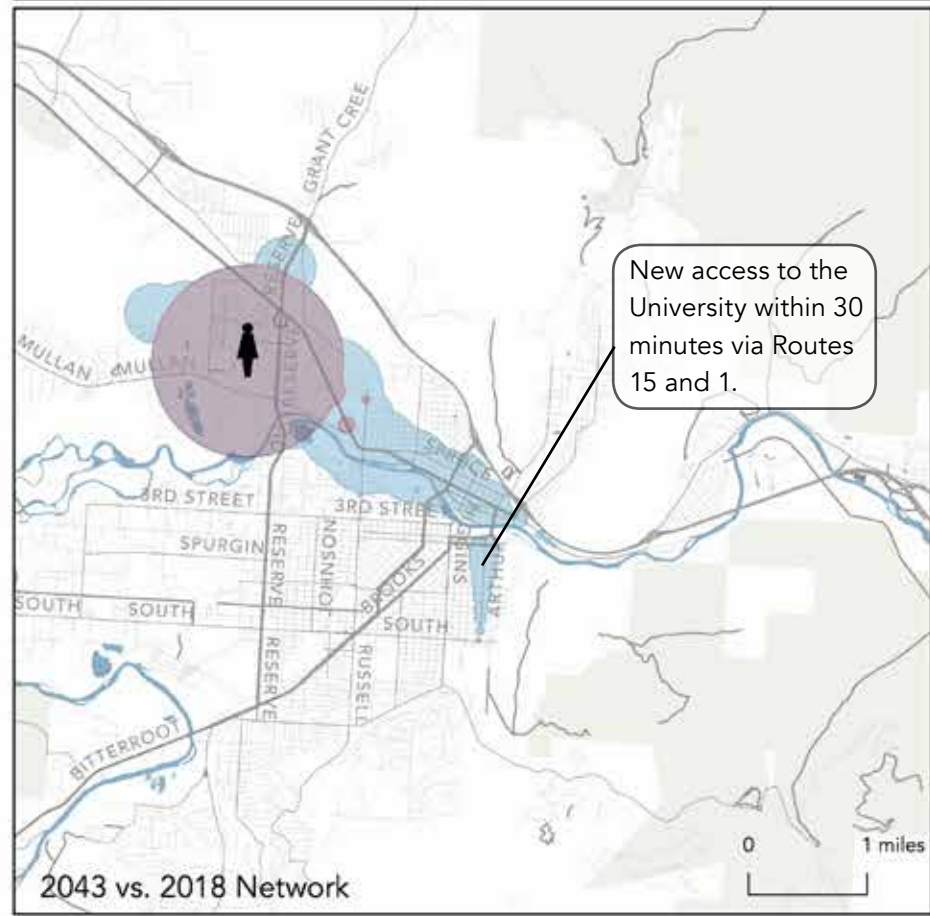 GRANT CREE
RESERVE
MULLAN
MULLAN
New access to the
University within 30
minutes via Routes
15 and 1.
SPRUCE
3RD STREET
3RD STREE
SPURGIN
RESERVE
JOHNSON
BROOKS
GGINS
ARTHUR
SOUTH
SOUTH
SOUTH
RESERVE
RUSSELL
BITTERROOT
0
1 miles
2043 vs. 2018 Network